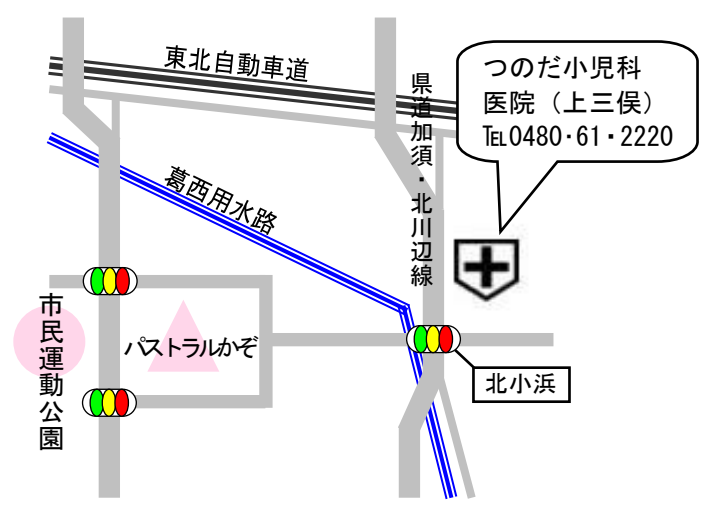 東北自動車道
つのだ小児科
医院（上三俣）
℡0480・61・2220
県道加須・北川辺線
葛西用水路
市民運動公園
パストラルかぞ
北小浜